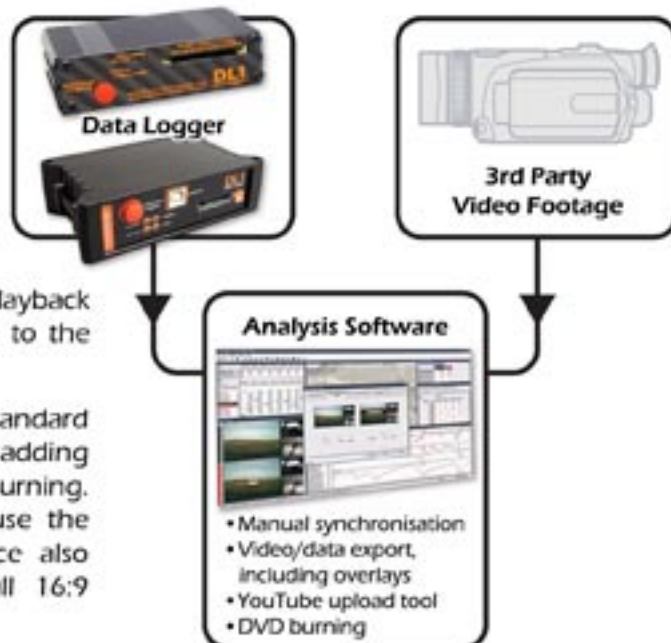 DL1
Data Logger
3rd Party
Video Footage
layback
to the
andard
adding
urning.
use the
ce also
ll 16:9
Analysis Software
• Manual synchronisation
• Video/data export,
including overlays
• YouTube upload tool
• DVD burning